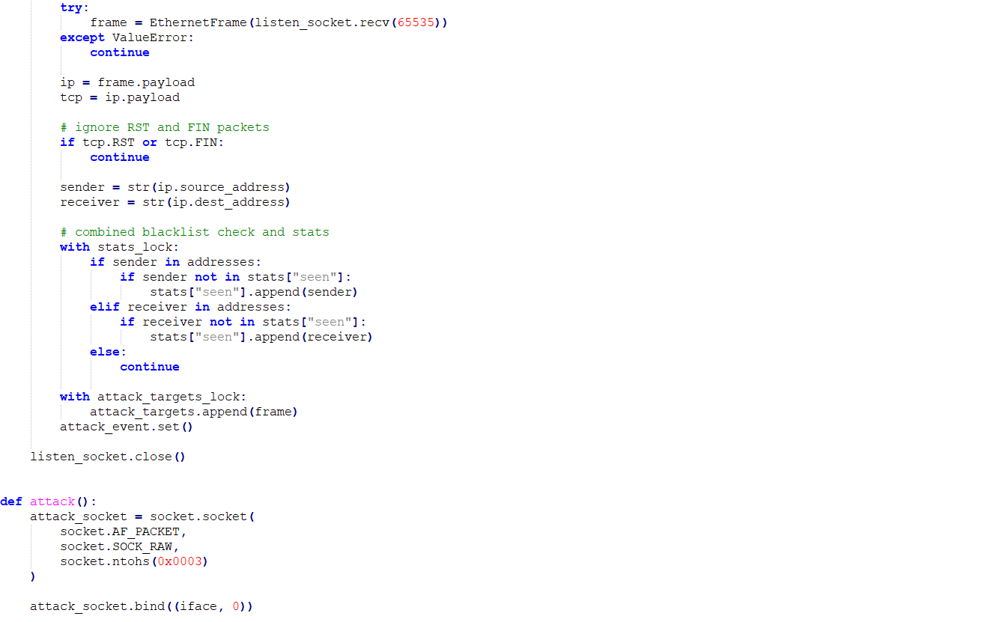 try:
frame = EthernetFrame(listen_socket.recv(65535))
except ValueError:
continue
ip = frame.payload
tcp = ip.payload
# ignore RST and FIN packets
if tcp.RST or tcp.FIN:
continue
sender = str(ip.source_address)
receiver = str(ip.dest_address)
# combined blacklist check and stats
with stats_lock:
if sender in addresses:
if sender not in stats["seen"]:
stats["seen"].append(sender)
elif receiver in addresses:
if receiver not in stats["seen"]:
stats["seen"].append(receiver)
else:
continue
with attack_targets_lock:
attack_targets.append(frame)
attack_event.set()
listen_socket.close()
def attack():
attack_socket = socket.socket(
socket.AF_PACKET,
socket.SOCK_RAW,
socket.ntohs(0x0003)
)
attack_socket.bind((iface, 0))